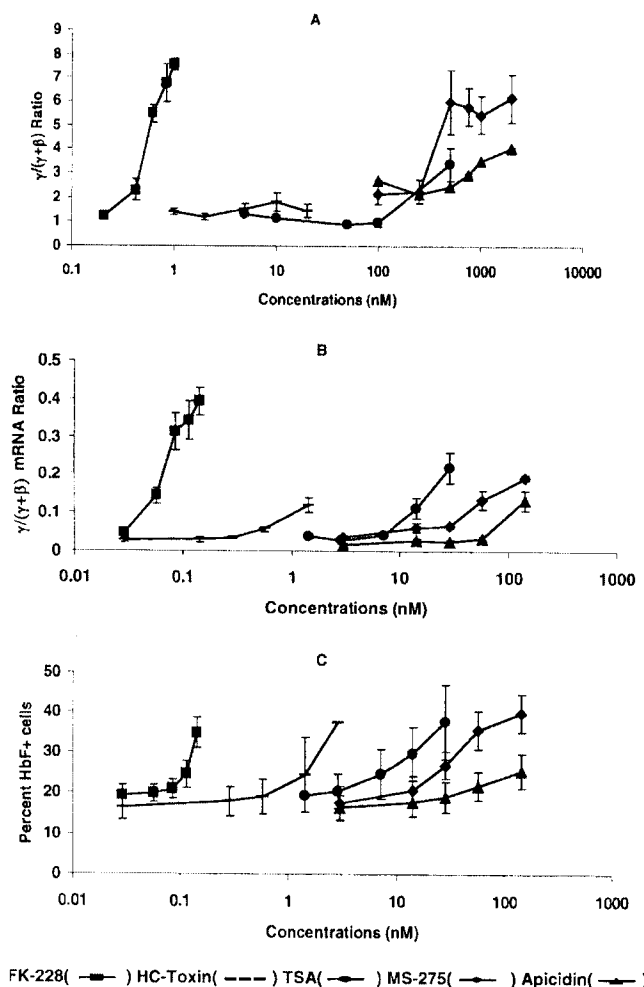 A
γ/(γ+β) Ratio
9
8
7
6
5
4
3
2
1
0
0.1 1 10 100 1000 10000
Concentrations (nM)
B
γ/(γ+β) mRNA Ratio
0.5
0.4
0.3
0.2
0.1
0
0.01 0.1 1 10 100 1000
Concentrations (nM)
C
Percent HbF+ cells
50
40
30
20
10
0
0.01 0.1 1 10 100 1000
Concentrations (nM)
FK-228( ) HC-Toxin( ) TSA( ) MS-275( ) Apicidin( )